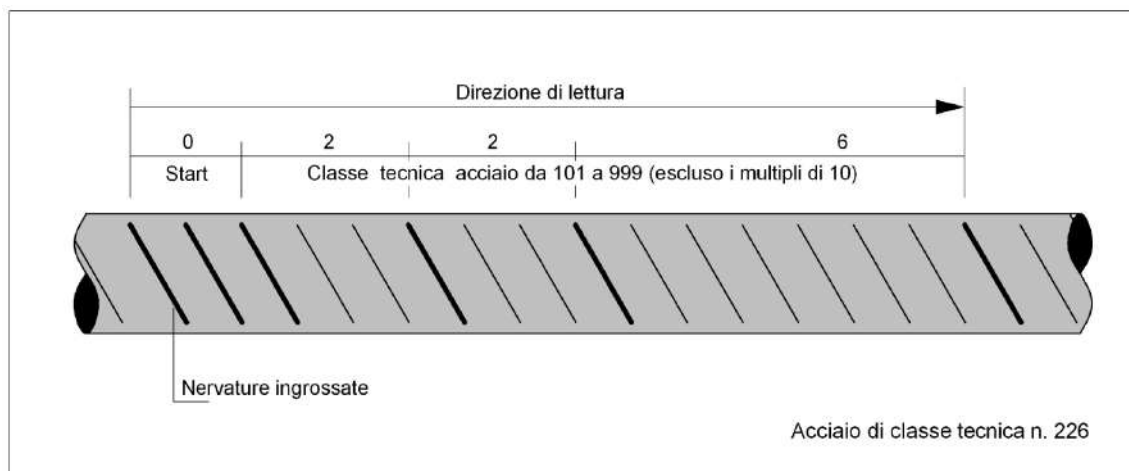 Direzione di lettura
0 2 2 6
Start Classe tecnica acciaio da 101 a 999 (escluso i multipli di 10)
Nervature ingrossate
Acciaio di classe tecnica n. 226